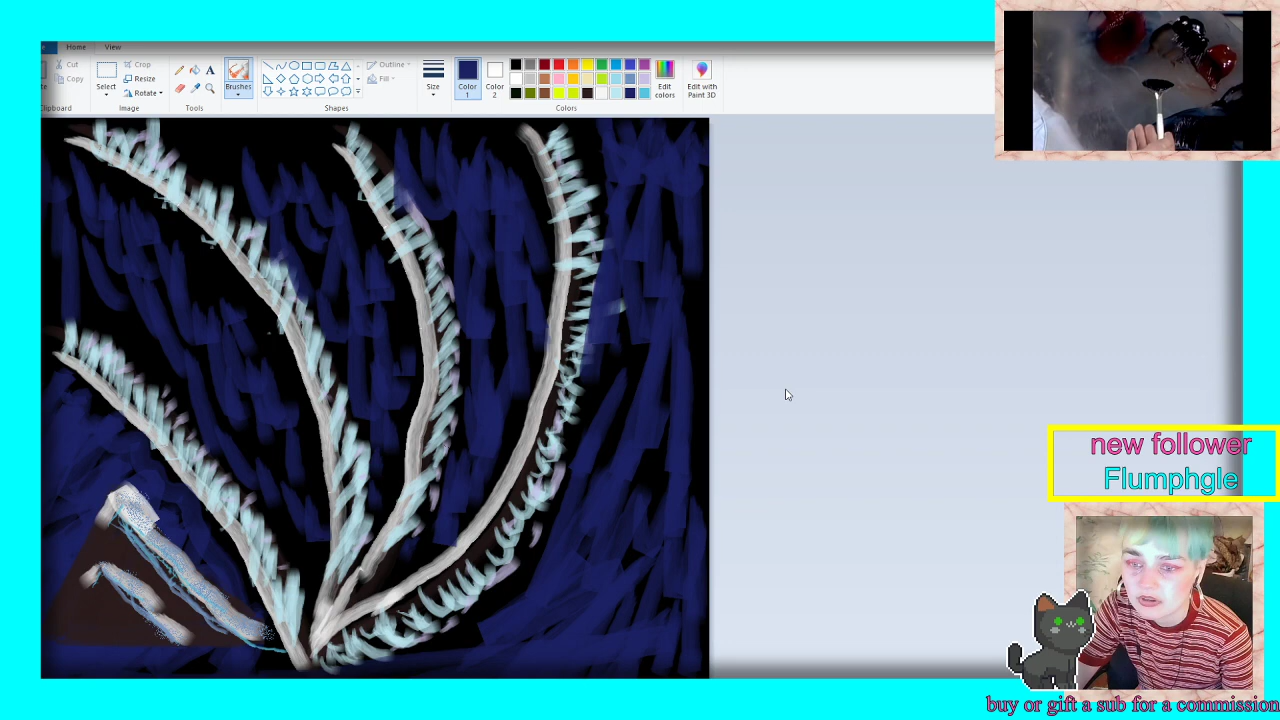 Home View
Cut
Copy
Clipboard
Select
Crop
Resize
Rotate
Image
Tools
Brushes
Outline
Fill
Shapes
Size
Color 1
Color 2
Edit colors
Colors
Edit with Paint 3D
new follower
Flumphgle
buy or gift a sub for a commission